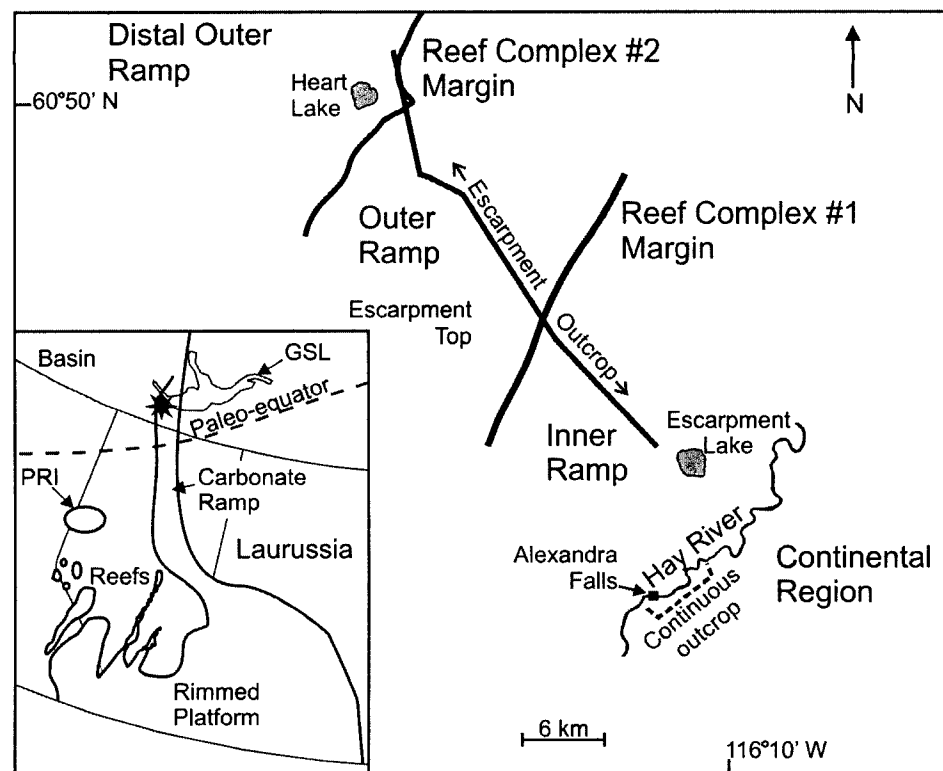 Distal Outer
Ramp
Reef Complex #2
Margin
Heart
Lake
60°50' N
N
Escarpment
Outer
Ramp
Reef Complex #1
Margin
Escarpment
Top
Outcrop
Inner
Ramp
Escarpment
Lake
Hay River
Alexandra
Falls
Continuous
outcrop
Continental
Region
6 km
116°10' W
Basin
GSL
Paleo-equator
PRI
Carbonate
Ramp
Laurussia
Reefs
Rimmed
Platform